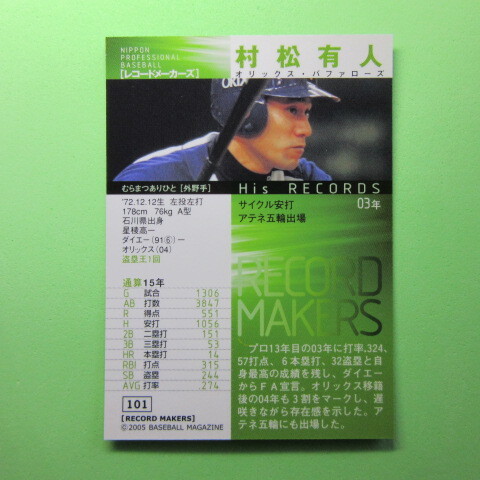 NIPPON
PROFESSIONAL
BASEBALL
[レコードメーカーズ]
村松有人
オリックス・バファローズ
むらまつありひと[外野手]
'72.12.12生 左投左打
178cm 76kg A型
石川県出身
星稜高―
ダイエー(91⑥)―
オリックス(04)
盗塁王1回
通算15年
G 試合 1306
AB 打数 3847
R 得点 551
H 安打 1056
2B 二塁打 151
3B 三塁打 53
HR 本塁打 14
RBI 打点 315
SB 盗塁 244
AVG 打率 .274
101
[RECORD MAKERS]
©2005 BASEBALL MAGAZINE
His RECORDS
サイクル安打 03年
アテネ五輪出場
RECORD
MAKERS
プロ13年目の03年に打率.324、
57打点、6本塁打、32盗塁と自
身最高の成績を残し、ダイエー
からＦＡ宣言。オリックス移籍
後の04年も3割をマークし、遅
咲きながら存在感を示した。ア
テネ五輪にも出場した。